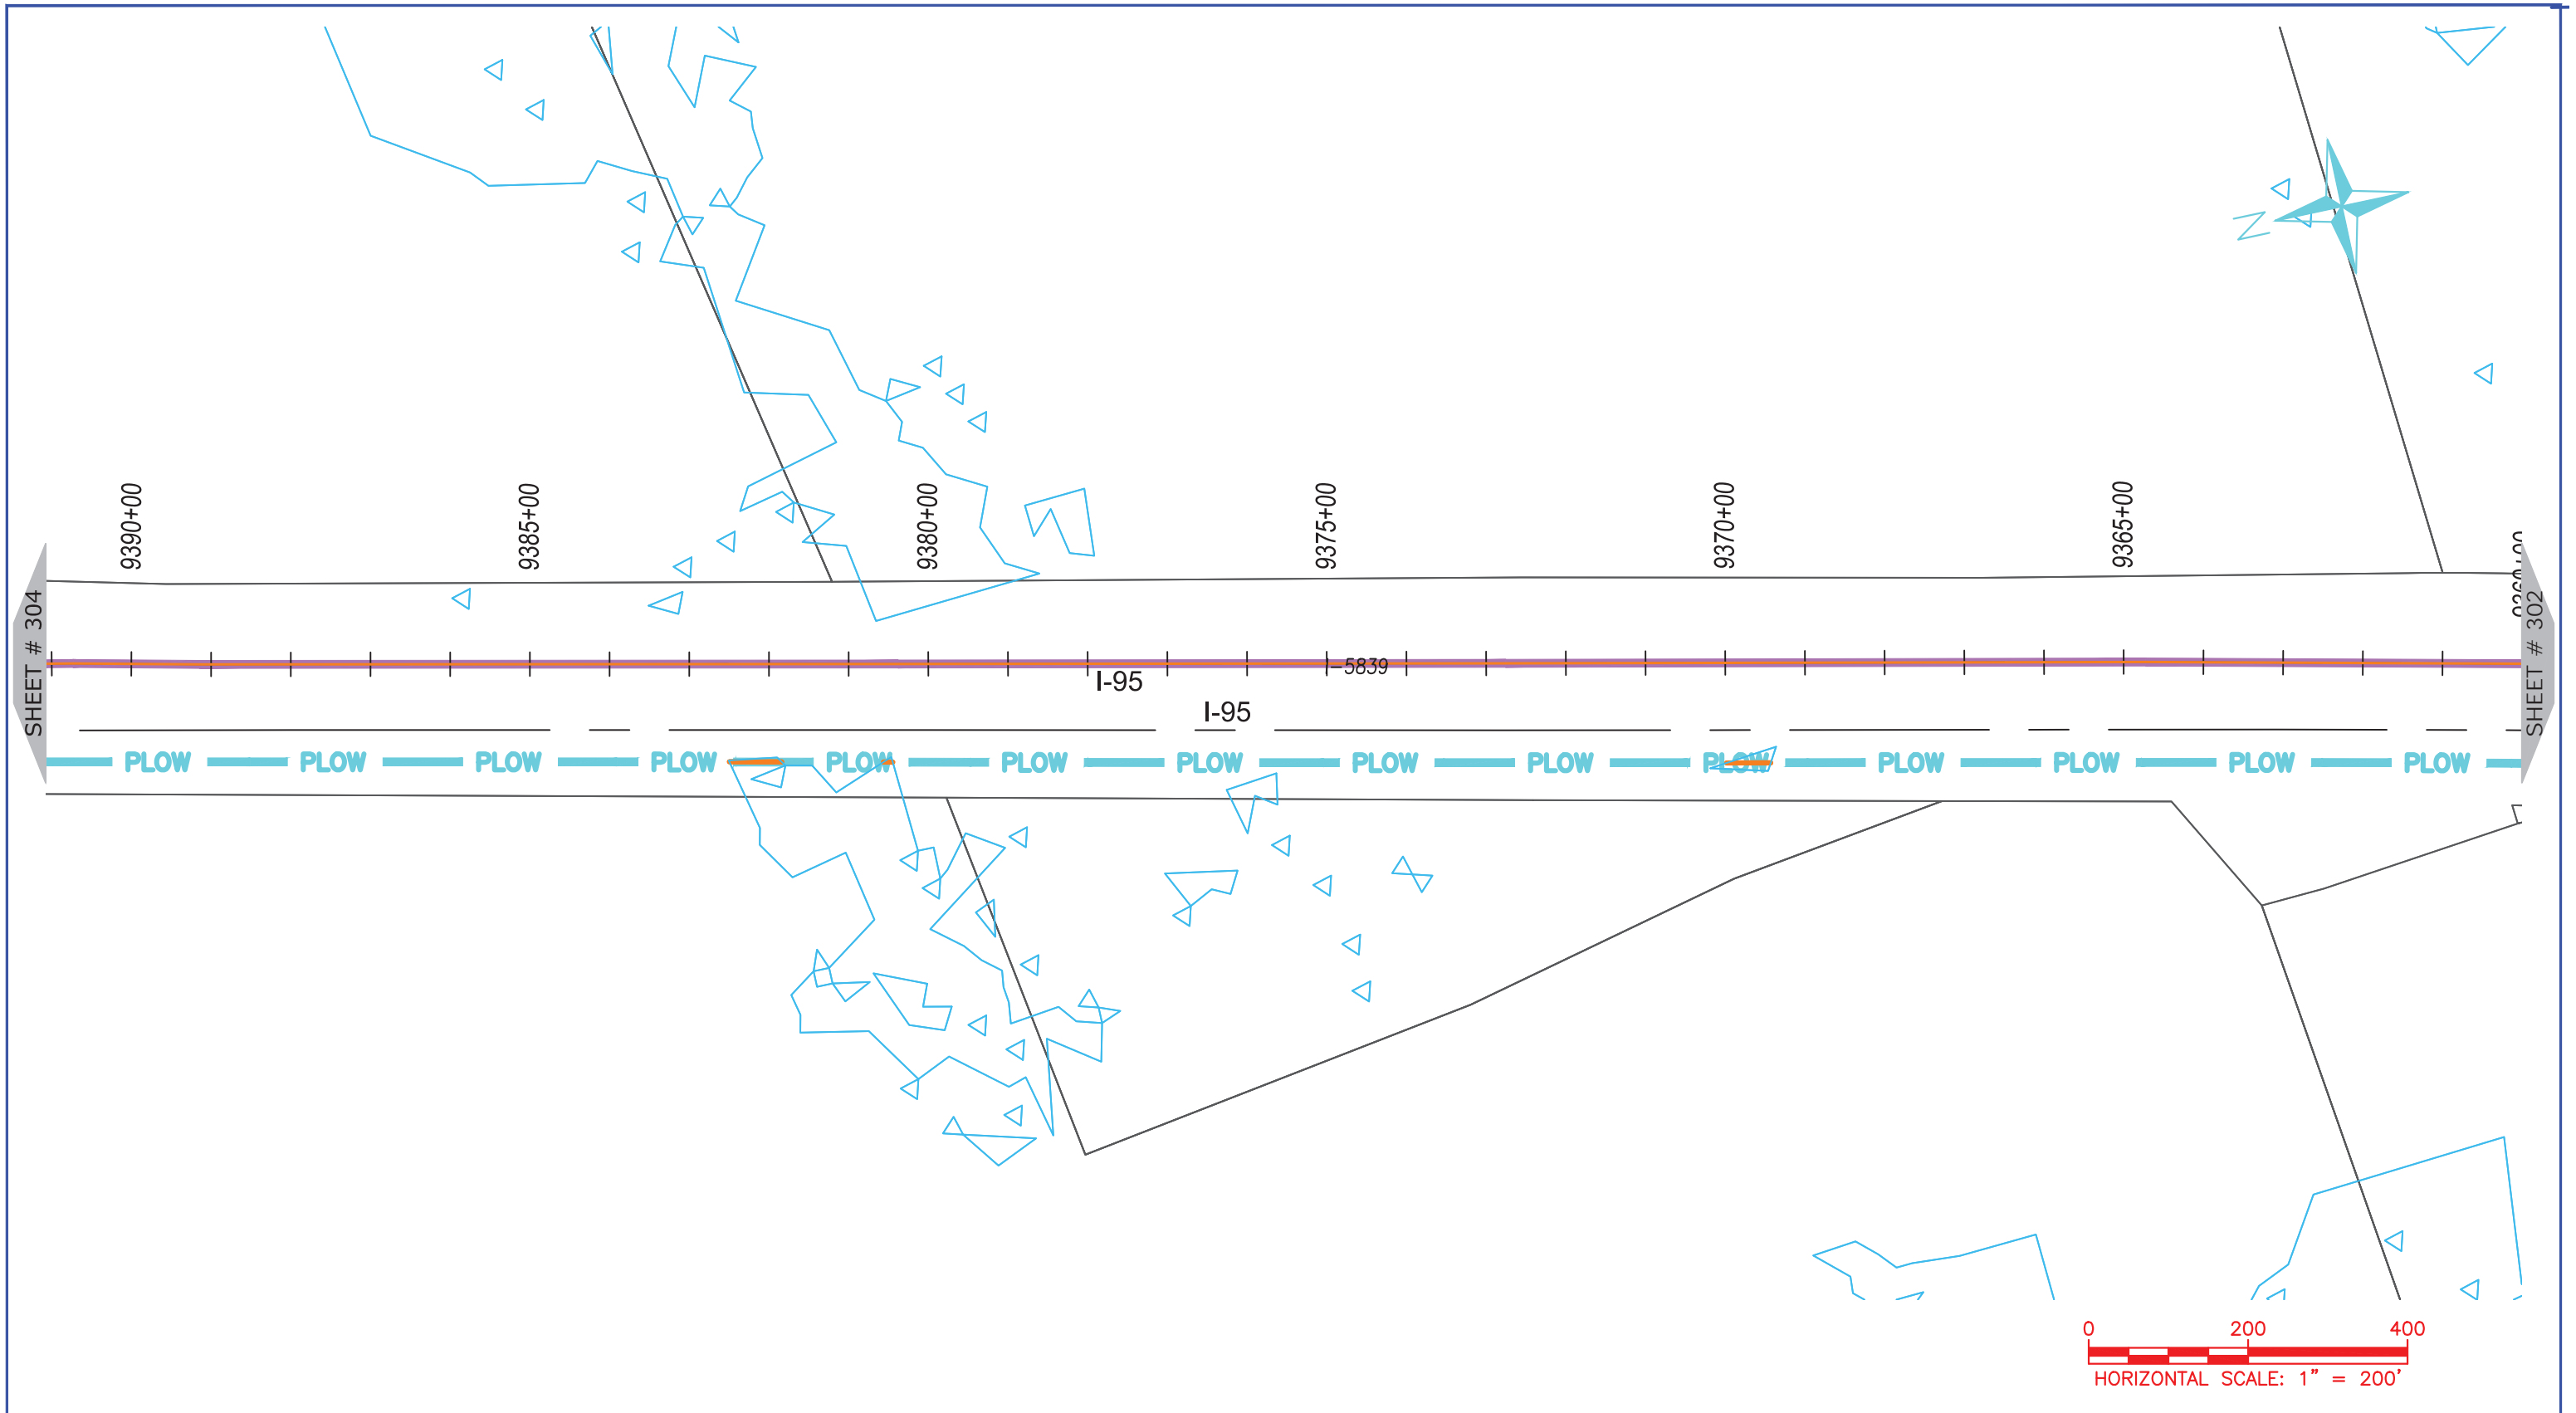 N
9390+00
9385+00
9380+00
9375+00
9370+00
9365+00
SHEET # 304
SHEET # 302
I-5839
I-95
I-95
PLOW PLOW PLOW PLOW PLOW PLOW PLOW PLOW PLOW PLOW PLOW PLOW PLOW PLOW
0 200 400
HORIZONTAL SCALE: 1" = 200'